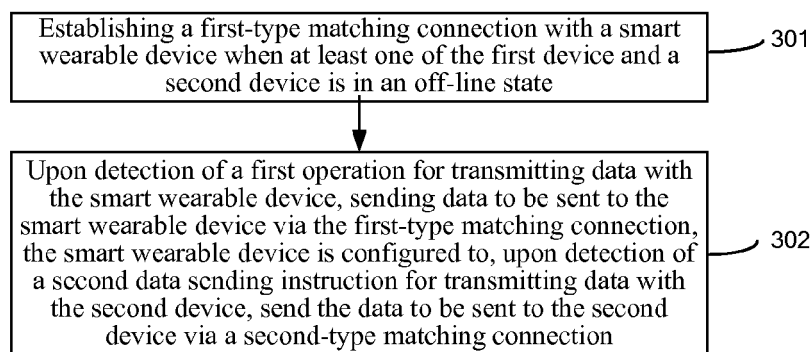 Establishing a first-type matching connection with a smart
wearable device when at least one of the first device and a
second device is in an off-line state
301
Upon detection of a first operation for transmitting data with
the smart wearable device, sending data to be sent to the
smart wearable device via the first-type matching connection,
the smart wearable device is configured to, upon detection of
a second data sending instruction for transmitting data with
the second device, send the data to be sent to the second
device via a second-type matching connection
302